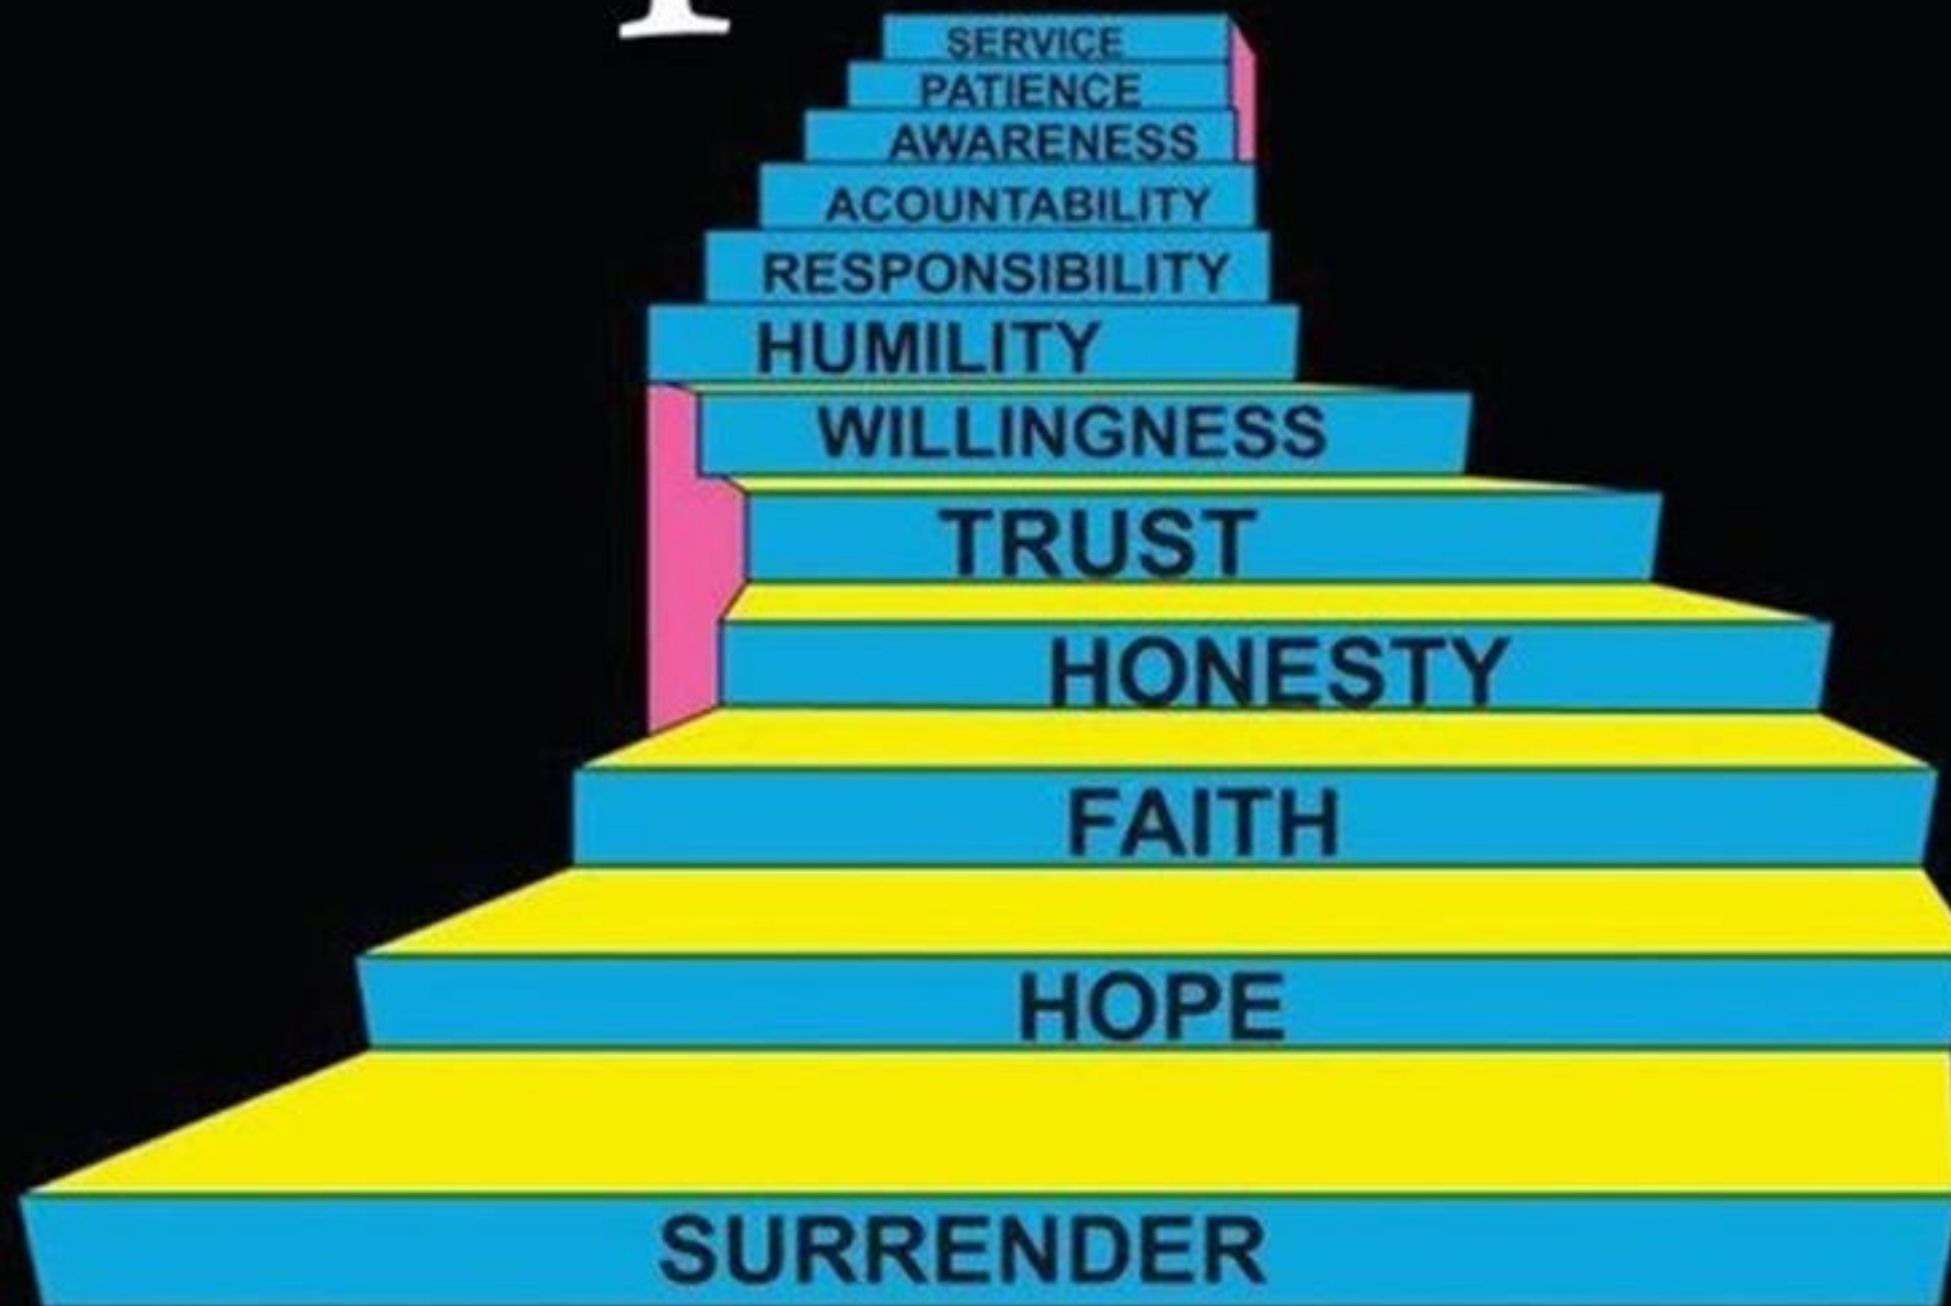 SERVICE
PATIENCE
AWARENESS
ACOUNTABILITY
RESPONSIBILITY
HUMILITY
WILLINGNESS
TRUST
HONESTY
FAITH
HOPE
SURRENDER